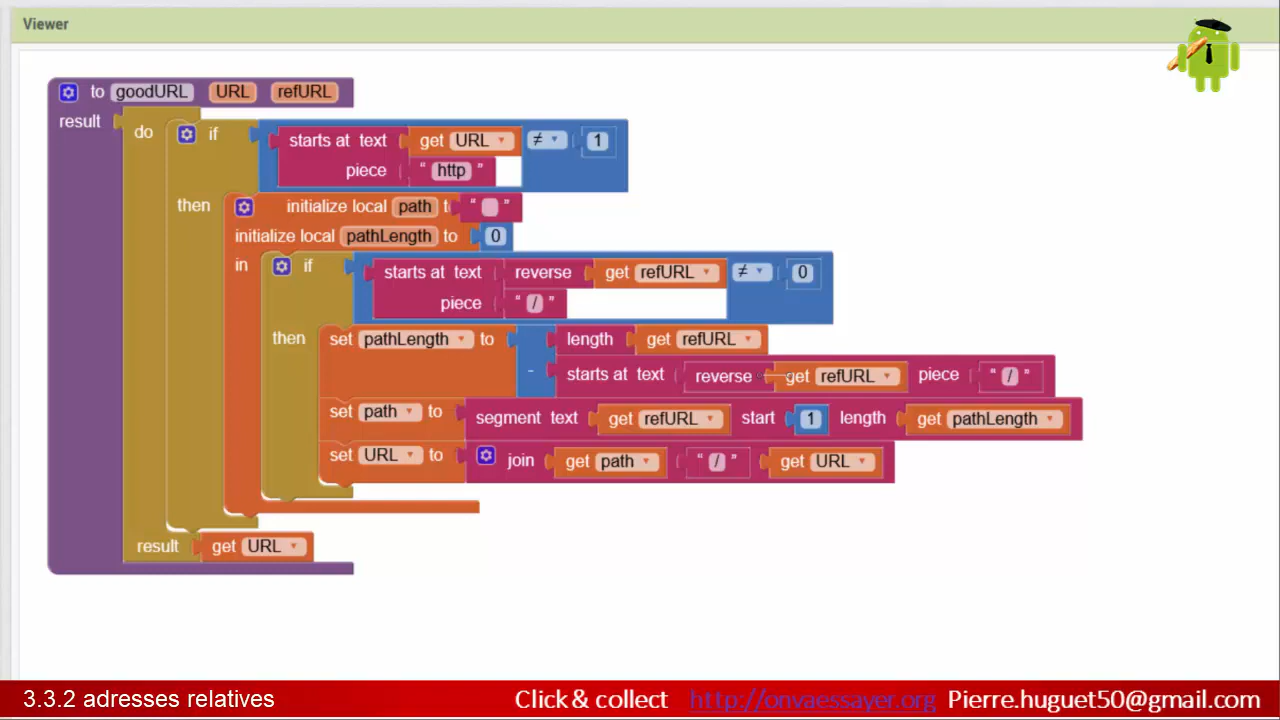 Viewer
to goodURL URL refURL
result
do if starts at text get URL ≠ 1
piece “ http ”
then initialize local path t “ ”
initialize local pathLength to 0
in if starts at text reverse get refURL ≠ 0
piece “ / ”
then set pathLength to length get refURL
- starts at text reverse get refURL piece “ / ”
set path to segment text get refURL start 1 length get pathLength
set URL to join get path “ / ” get URL
result get URL
3.3.2 adresses relatives Click & collect http://onvaessayer.org Pierre.huguet50@gmail.com